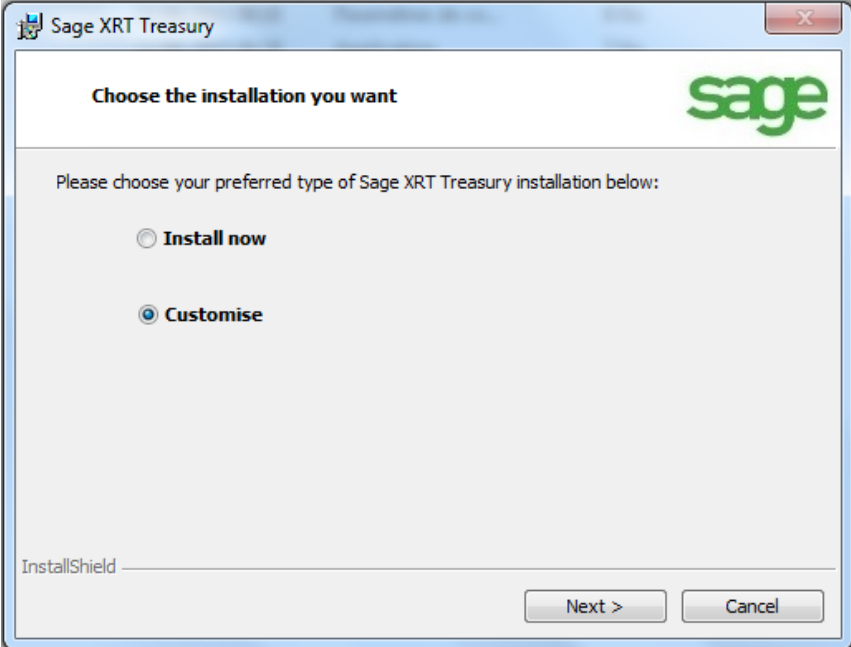 Sage XRT Treasury
Choose the installation you want
sage
Please choose your preferred type of Sage XRT Treasury installation below:
Install now
Customise
InstallShield
Next >
Cancel